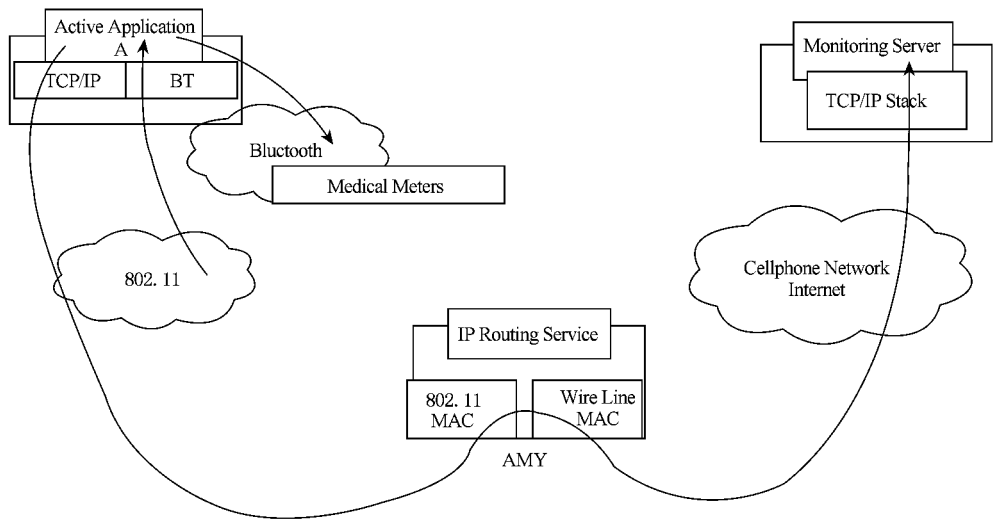 Active Application
A
TCP/IP
BT
Bluctooth
Medical Meters
802. 11
Monitoring Server
TCP/IP Stack
Cellphone Network
Internet
IP Routing Service
802. 11
MAC
Wire Line
MAC
AMY